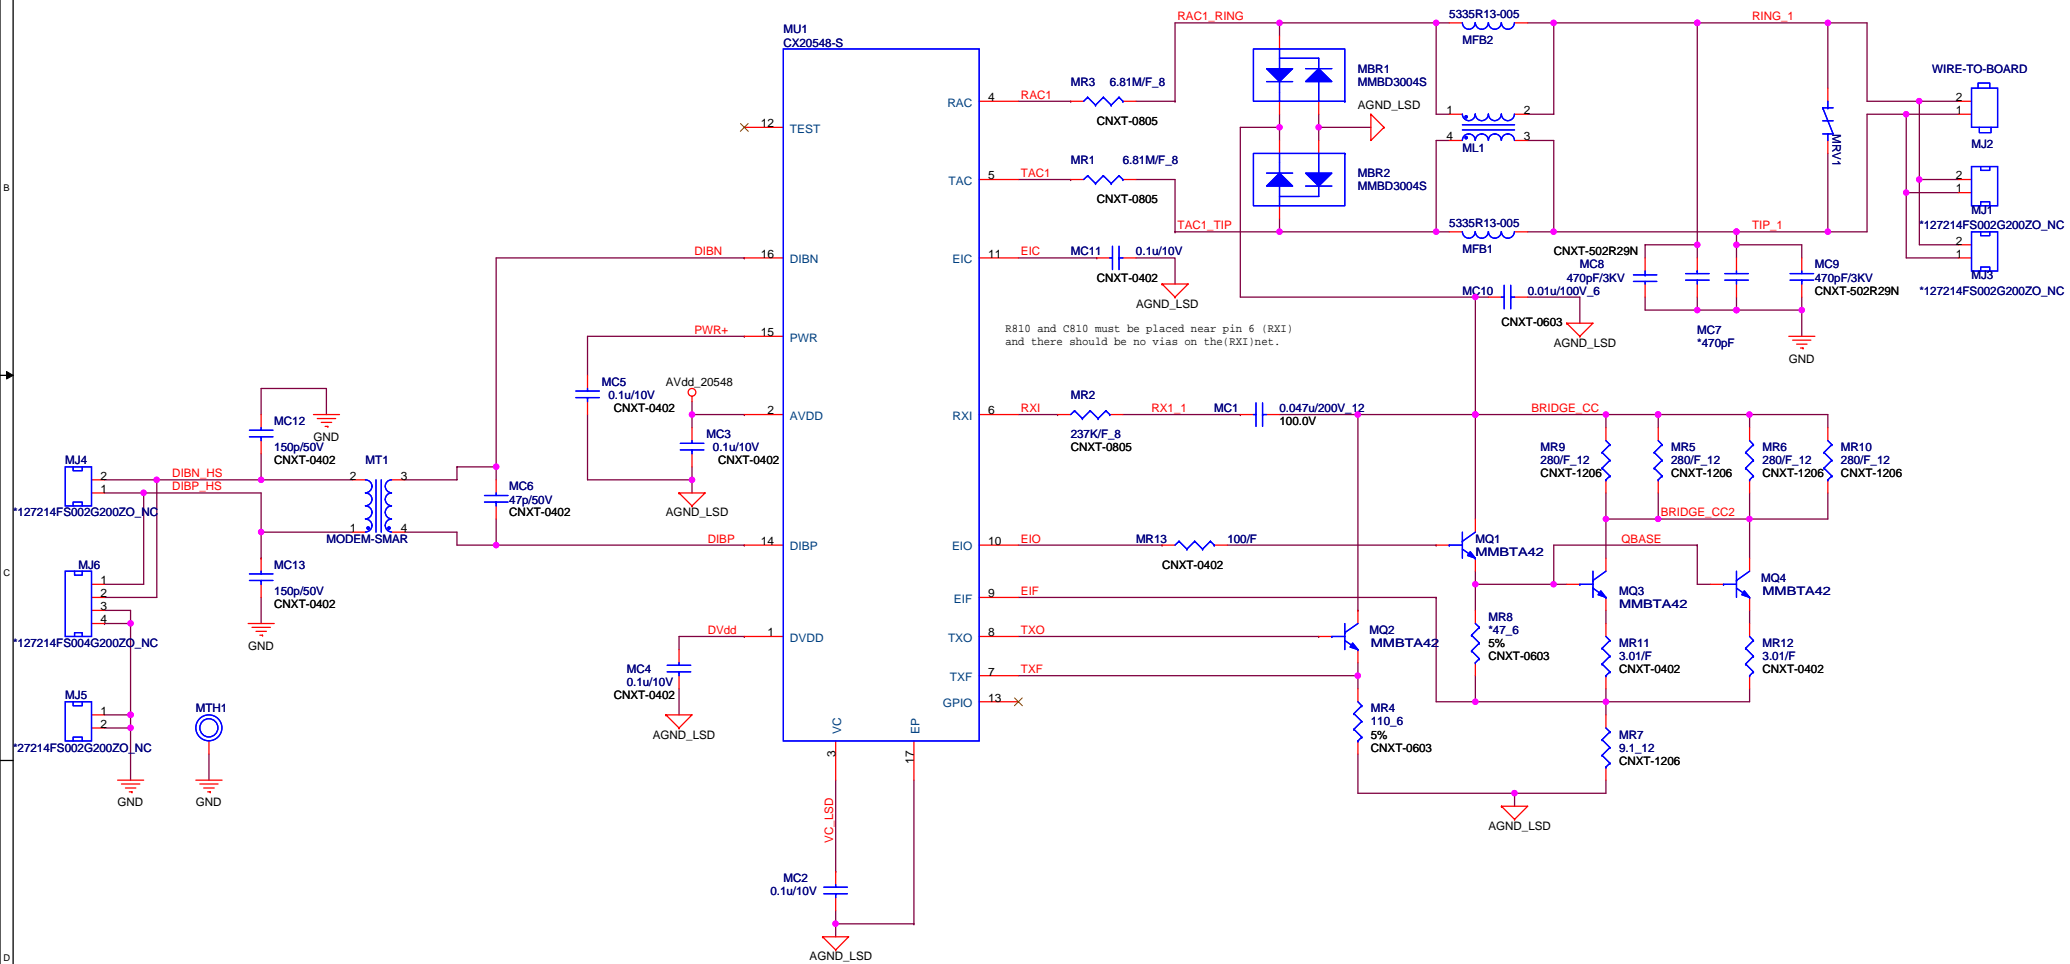 MU1
CX20548-S
TEST
12
DIBN
16
DIBN
PWR+
15
PWR
AVdd_20548
2
AVDD
DIBP
14
DIBP
DVdd
1
DVDD
VC
3
VC_LSD
EP
17
RAC
4
RAC1
TAC
5
TAC1
EIC
11
EIC
RXI
6
RXI
EIO
10
EIO
EIF
9
EIF
TXO
8
TXO
TXF
7
TXF
GPIO
13
MR3 6.81M/F_8
CNXT-0805
MR1 6.81M/F_8
CNXT-0805
RAC1_RING
TAC1_TIP
MC11 0.1u/10V
CNXT-0402
AGND_LSD
MBR1
MMBD3004S
AGND_LSD
MBR2
MMBD3004S
5335R13-005
MFB2
1
2
4
3
ML1
5335R13-005
MFB1
RING_1
TIP_1
MRV1
WIRE-TO-BOARD
2
1
MJ2
2
1
MJ1
*127214FS002G200ZO_NC
2
1
MJ3
*127214FS002G200ZO_NC
CNXT-502R29N
MC8
470pF/3KV
MC9
470pF/3KV
CNXT-502R29N
MC7
*470pF
GND
MC10 0.01u/100V_6
CNXT-0603
AGND_LSD
R810 and C810 must be placed near pin 6 (RXI)
and there should be no vias on the(RXI)net.
MR2
237K/F_8
CNXT-0805
RX1_1
MC1
0.047u/200V_12
100.0V
BRIDGE_CC
MR9
280/F_12
CNXT-1206
MR5
280/F_12
CNXT-1206
MR6
280/F_12
CNXT-1206
MR10
280/F_12
CNXT-1206
BRIDGE_CC2
MR13
100/F
CNXT-0402
MQ1
MMBTA42
QBASE
MQ3
MMBTA42
MQ4
MMBTA42
MQ2
MMBTA42
MR8
*47_6
5%
CNXT-0603
MR11
3.01/F
CNXT-0402
MR12
3.01/F
CNXT-0402
MR4
110_6
5%
CNXT-0603
MR7
9.1_12
CNXT-1206
AGND_LSD
MC5
0.1u/10V
CNXT-0402
MC3
0.1u/10V
CNXT-0402
AGND_LSD
MC12
150p/50V
CNXT-0402
GND
MJ4
2
1
*127214FS002G200ZO_NC
DIBN_HS
DIBP_HS
MT1
2
3
1
4
MODEM-SMAR
MC6
47p/50V
CNXT-0402
MC13
150p/50V
CNXT-0402
GND
MJ6
1
2
3
4
*127214FS004G200ZO_NC
MC4
0.1u/10V
CNXT-0402
AGND_LSD
MJ5
1
2
*27214FS002G200ZO_NC
GND
MTH1
GND
MC2
0.1u/10V
AGND_LSD
B
C
D